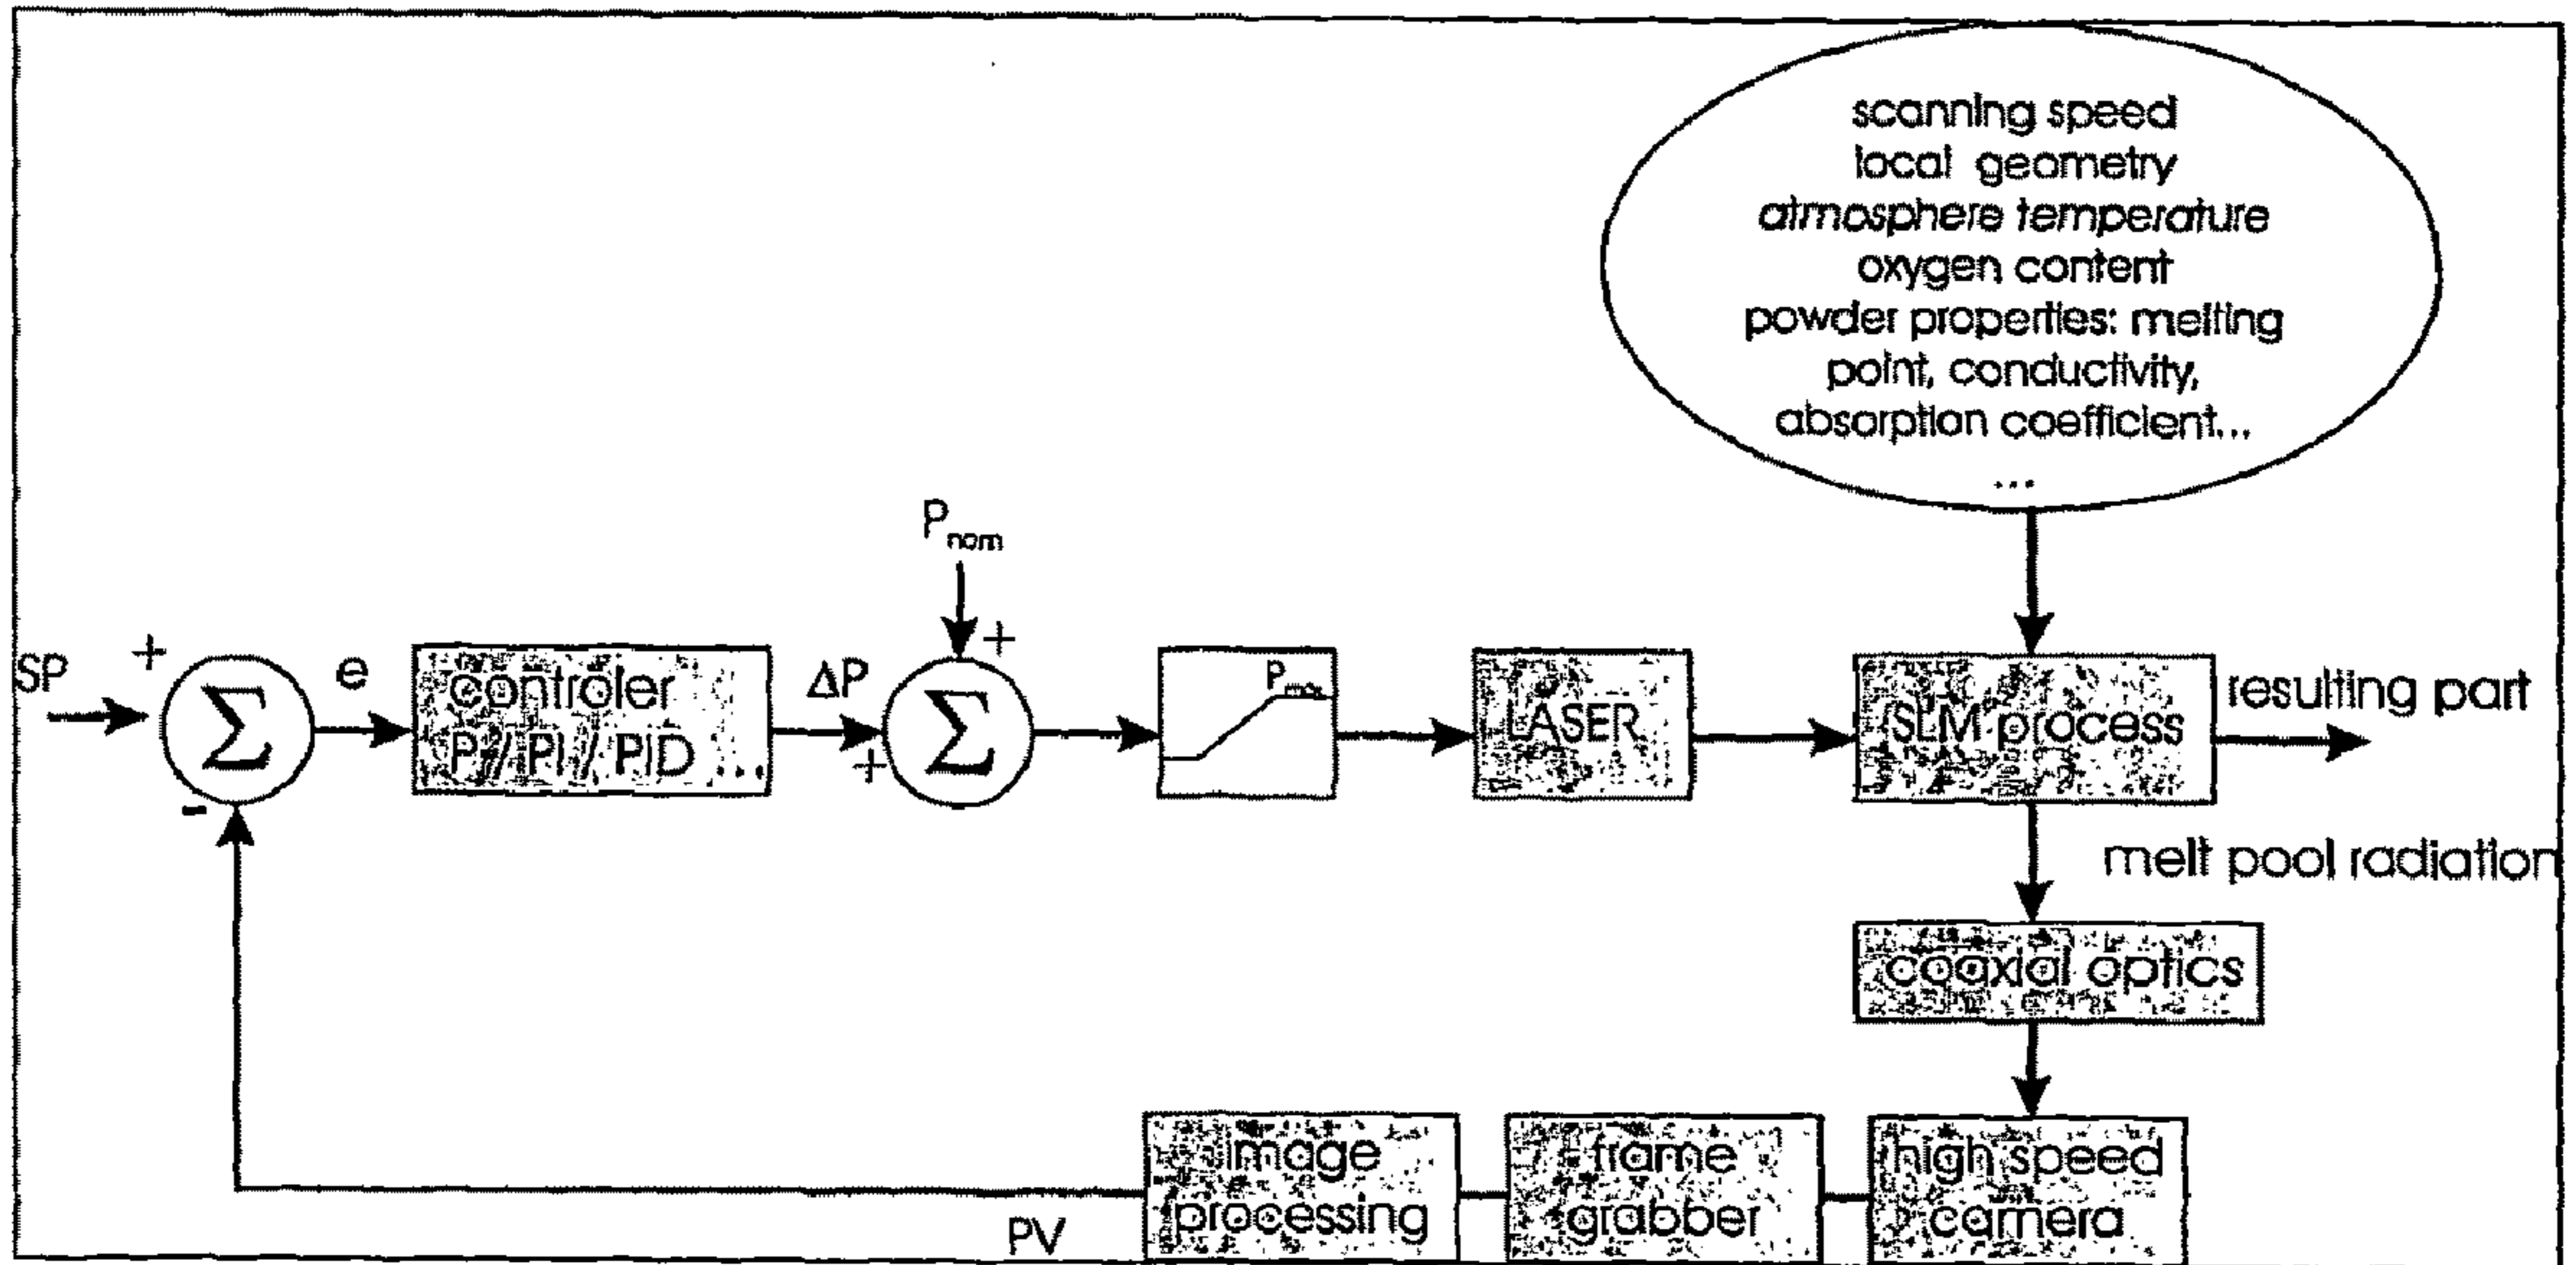 scanning speed
local geometry
atmosphere temperature
oxygen content
powder properties: melting
point, conductivity,
absorption coefficient...
...
P nom
+
SP
+
Σ
-
e
controler
P / PI / PID ...
ΔP
+
Σ
LASER
SLM process
resulting part
melt pool radiation
coaxial optics
high speed
camera
frame
grabber
image
processing
PV